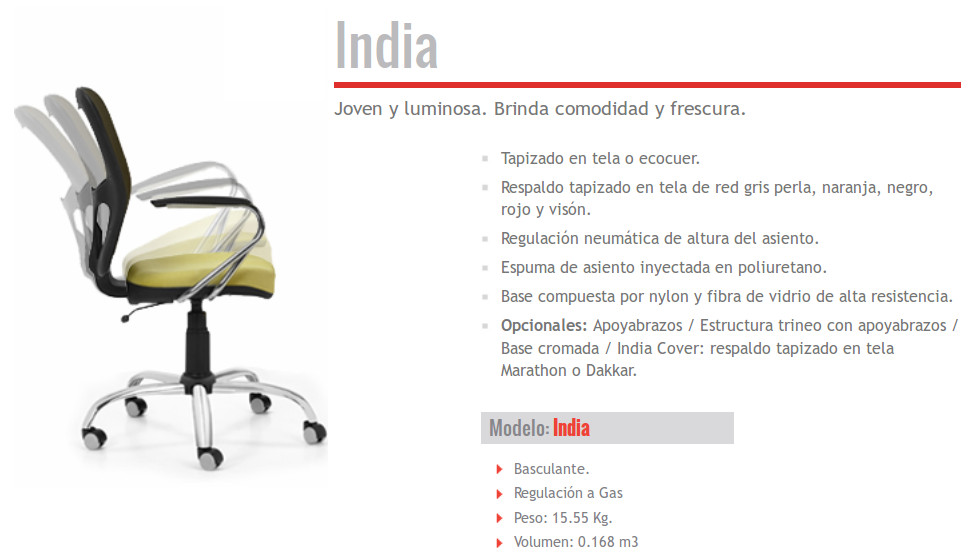 India
Joven y luminosa. Brinda comodidad y frescura.
Tapizado en tela o ecocuer.
Respaldo tapizado en tela de red gris perla, naranja, negro,
rojo y visón.
Regulación neumática de altura del asiento.
Espuma de asiento inyectada en poliuretano.
Base compuesta por nylon y fibra de vidrio de alta resistencia.
Opcionales: Apoyabrazos / Estructura trineo con apoyabrazos /
Base cromada / India Cover: respaldo tapizado en tela
Marathon o Dakkar.
Modelo: India
Basculante.
Regulación a Gas
Peso: 15.55 Kg.
Volumen: 0.168 m3